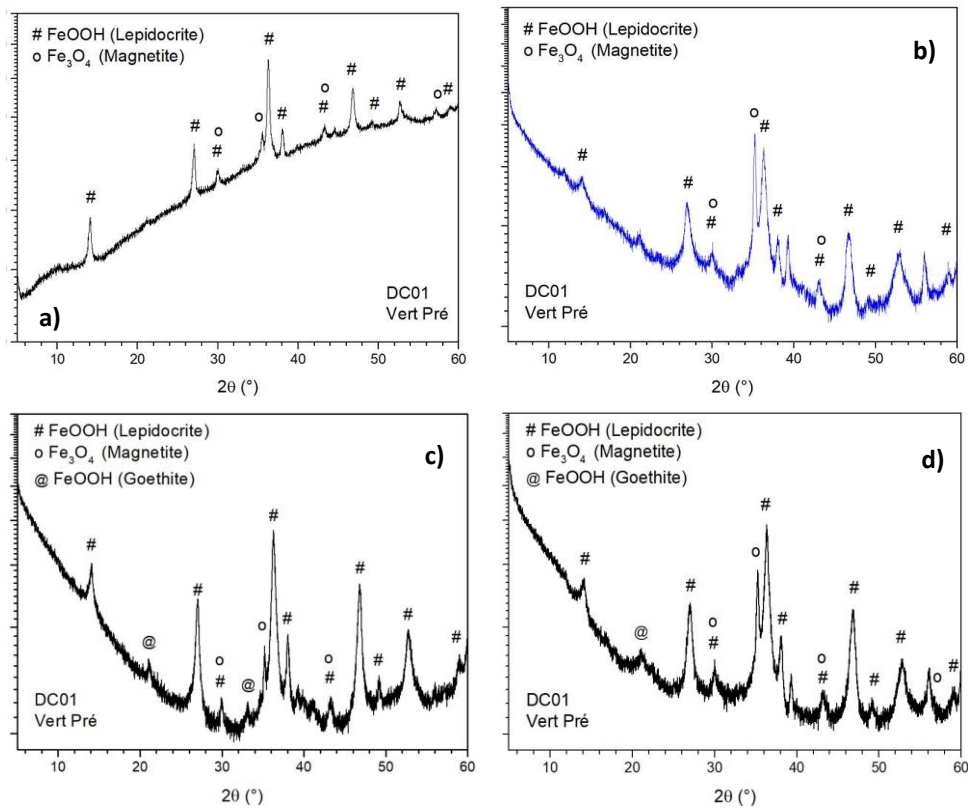 # FeOOH (Lepidocrite)
o Fe₃O₄ (Magnetite)
#
#
o
#
o
#
#
o
#
#
#
#
o
#
DC01
Vert Pré
a)
10 20 30 40 50 60
2θ (°)
# FeOOH (Lepidocrite)
o Fe₃O₄ (Magnetite)
b)
#
#
o
#
o
#
#
o
#
#
#
#
#
DC01
Vert Pré
10 20 30 40 50 60
2θ (°)
# FeOOH (Lepidocrite)
o Fe₃O₄ (Magnetite)
@ FeOOH (Goethite)
c)
#
@
#
o
#
@
o
#
#
o
#
#
#
#
#
DC01
Vert Pré
10 20 30 40 50 60
2θ (°)
# FeOOH (Lepidocrite)
o Fe₃O₄ (Magnetite)
@ FeOOH (Goethite)
d)
#
@
#
o
#
o
#
#
o
#
#
#
#
o
#
DC01
Vert Pré
10 20 30 40 50 60
2θ (°)